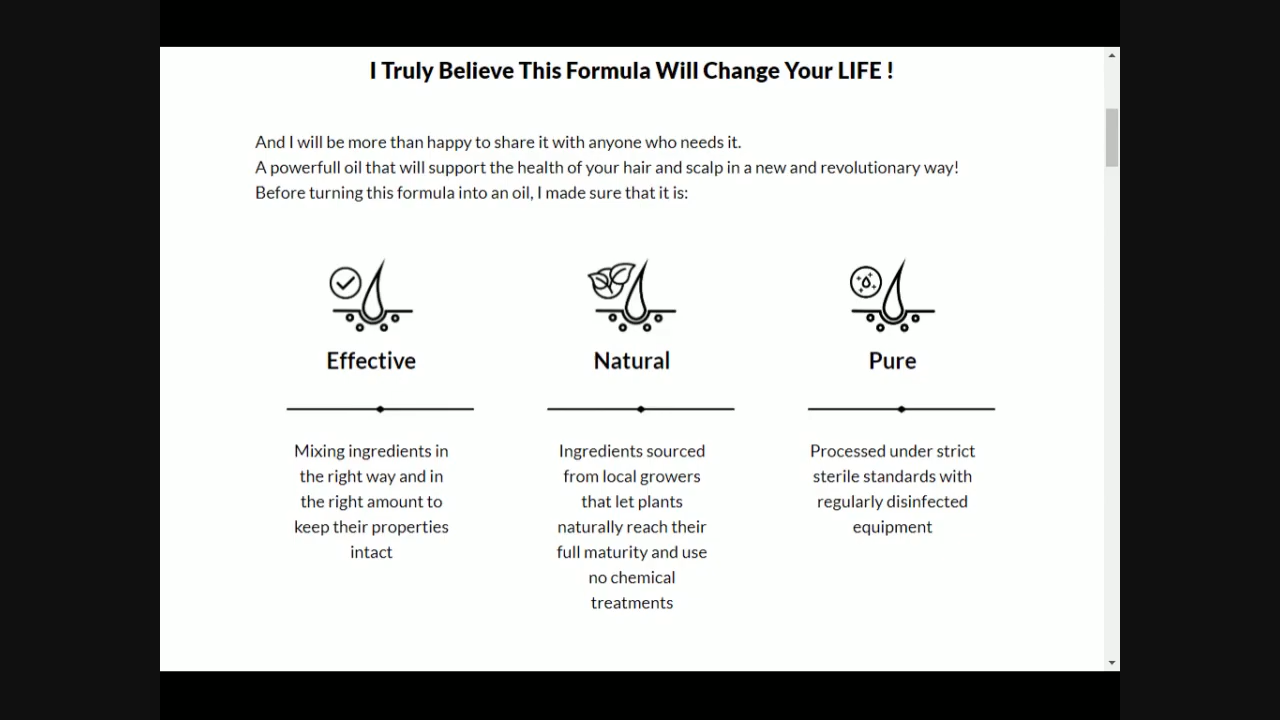 I Truly Believe This Formula Will Change Your LIFE !
And I will be more than happy to share it with anyone who needs it.
A powerfull oil that will support the health of your hair and scalp in a new and revolutionary way!
Before turning this formula into an oil, I made sure that it is:
Effective
Mixing ingredients in
the right way and in
the right amount to
keep their properties
intact
Natural
Ingredients sourced
from local growers
that let plants
naturally reach their
full maturity and use
no chemical
treatments
Pure
Processed under strict
sterile standards with
regularly disinfected
equipment